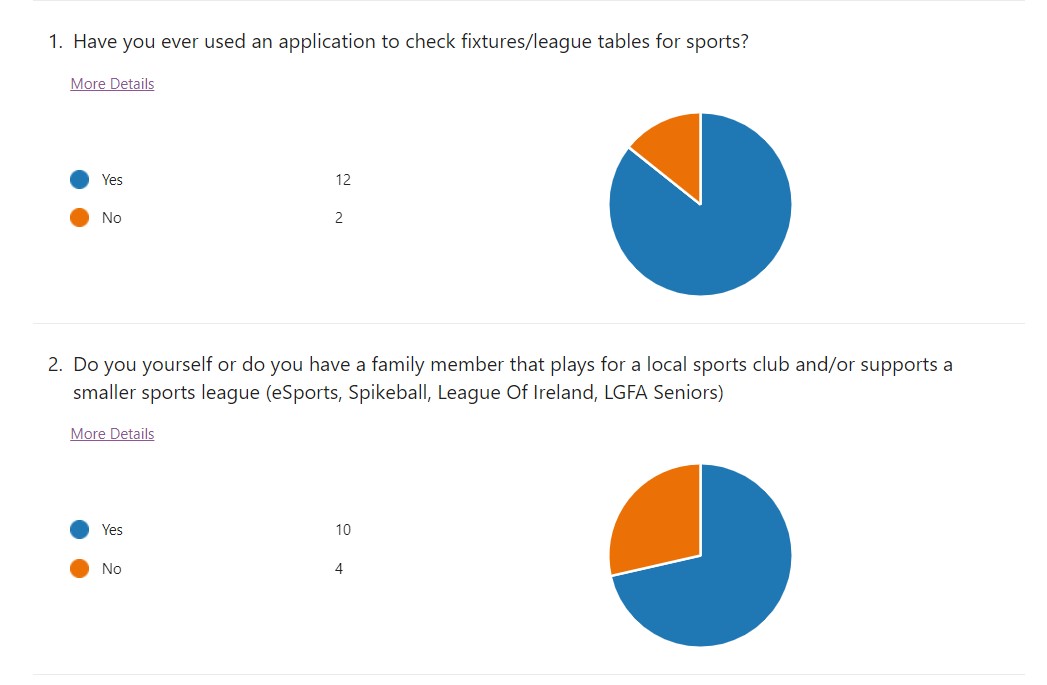 1. Have you ever used an application to check fixtures/league tables for sports?
More Details
Yes 12
No 2
2. Do you yourself or do you have a family member that plays for a local sports club and/or supports a
smaller sports league (eSports, Spikeball, League Of Ireland, LGFA Seniors)
More Details
Yes 10
No 4